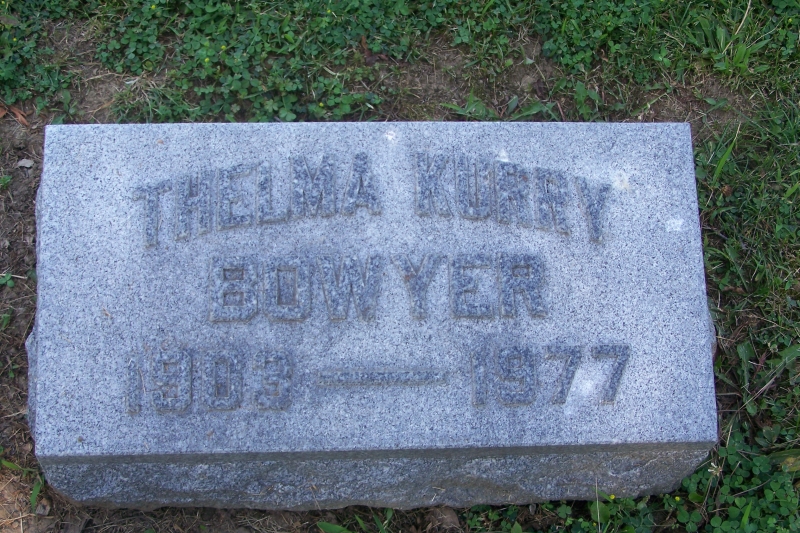 THELMA KURRY
BOWYER
1903 — 1977